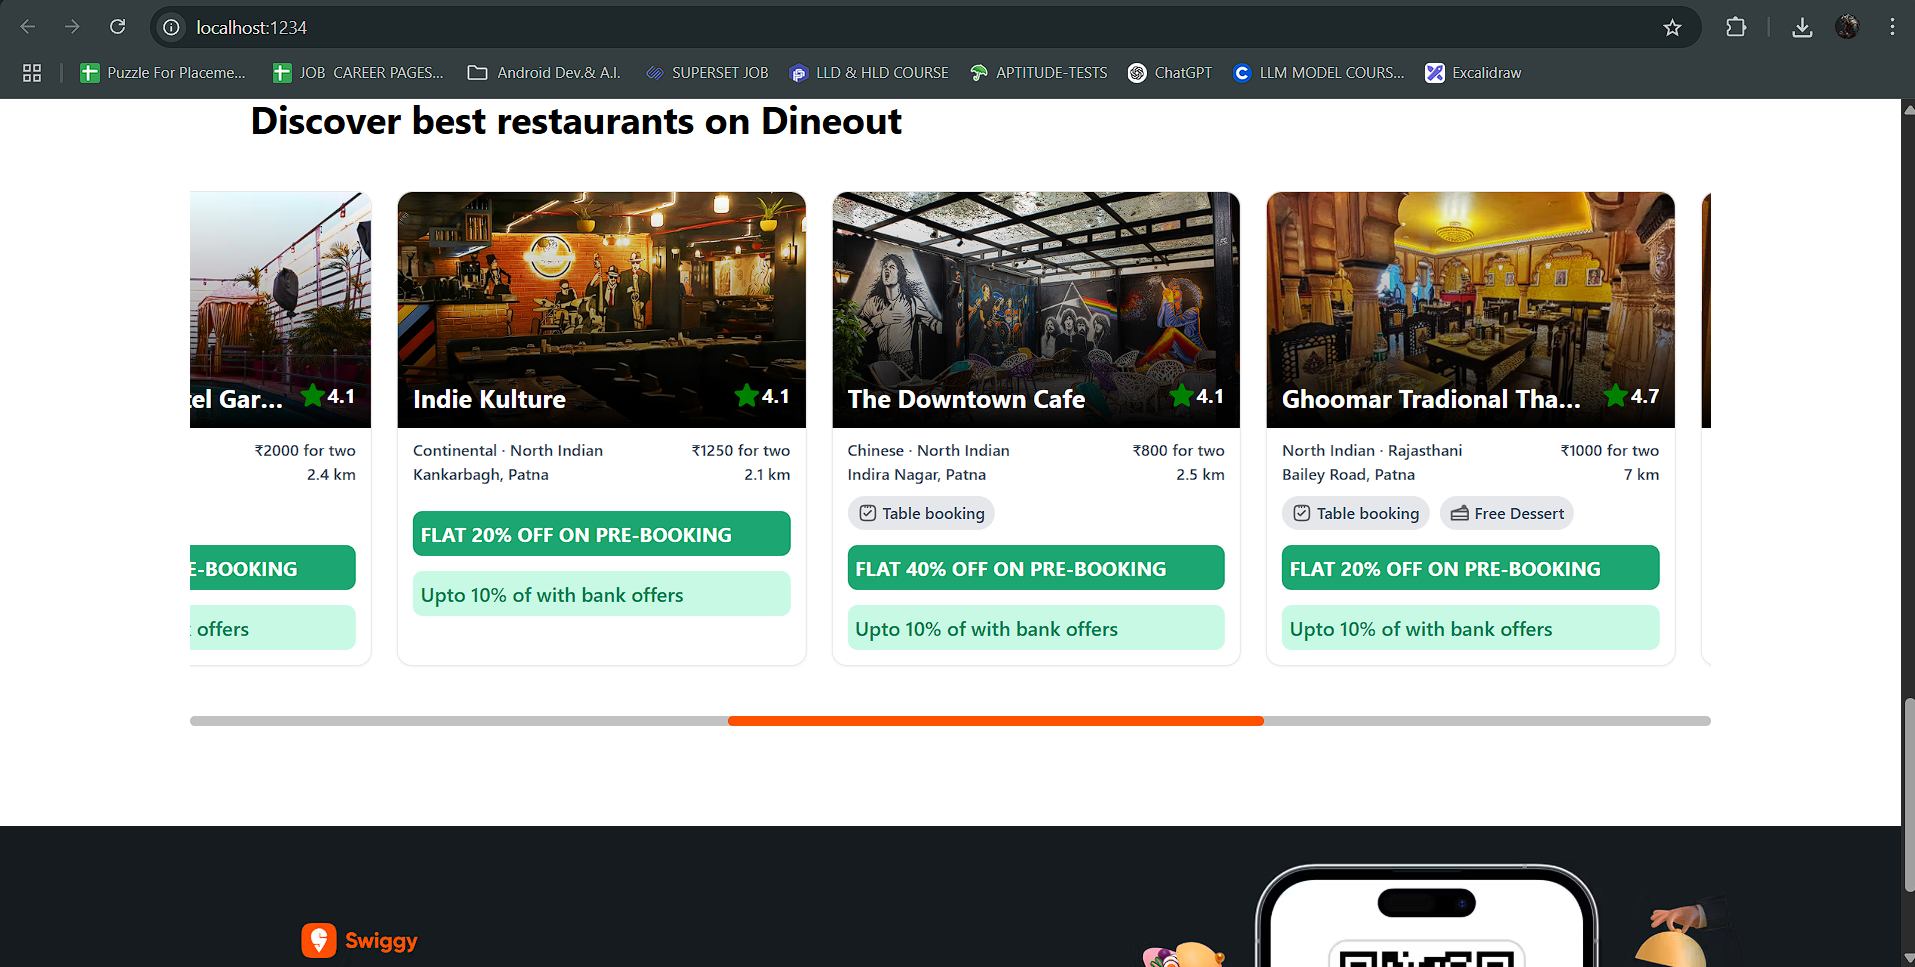 localhost:1234
Puzzle For Placeme...
JOB CAREER PAGES...
Android Dev.& A.I.
SUPERSET JOB
LLD & HLD COURSE
APTITUDE-TESTS
ChatGPT
LLM MODEL COURS...
Excalidraw
Discover best restaurants on Dineout
tel Gar... 4.1
₹2000 for two
2.4 km
E-BOOKING
offers
Indie Kulture 4.1
Continental · North Indian ₹1250 for two
Kankarbagh, Patna 2.1 km
FLAT 20% OFF ON PRE-BOOKING
Upto 10% of with bank offers
The Downtown Cafe 4.1
Chinese · North Indian ₹800 for two
Indira Nagar, Patna 2.5 km
Table booking
FLAT 40% OFF ON PRE-BOOKING
Upto 10% of with bank offers
Ghoomar Tradional Tha... 4.7
North Indian · Rajasthani ₹1000 for two
Bailey Road, Patna 7 km
Table booking Free Dessert
FLAT 20% OFF ON PRE-BOOKING
Upto 10% of with bank offers
Swiggy